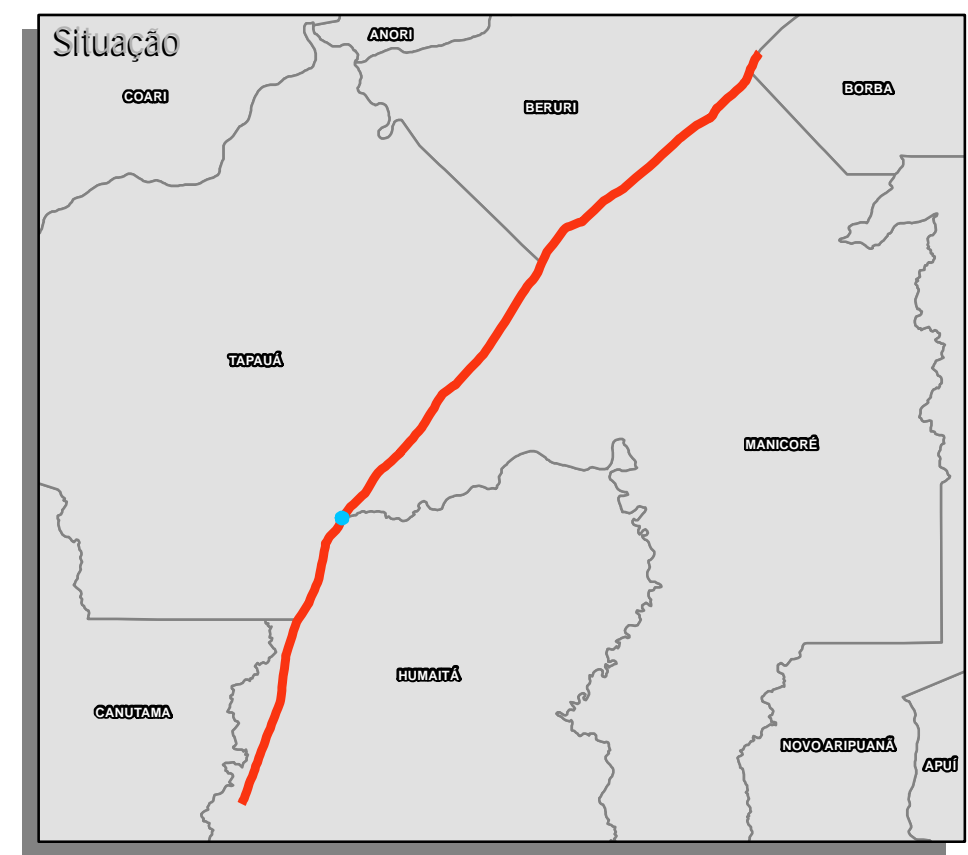 Situação
ANORI
COARI
BORBA
BERURI
TAPAUÁ
MANICORÉ
HUMAITÁ
CANUTAMA
NOVO ARIPUANÃ
APUÍ